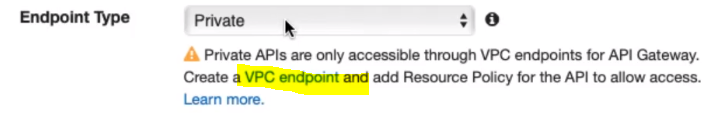 Endpoint Type Private
Private APIs are only accessible through VPC endpoints for API Gateway.
Create a VPC endpoint and add Resource Policy for the API to allow access.
Learn more.